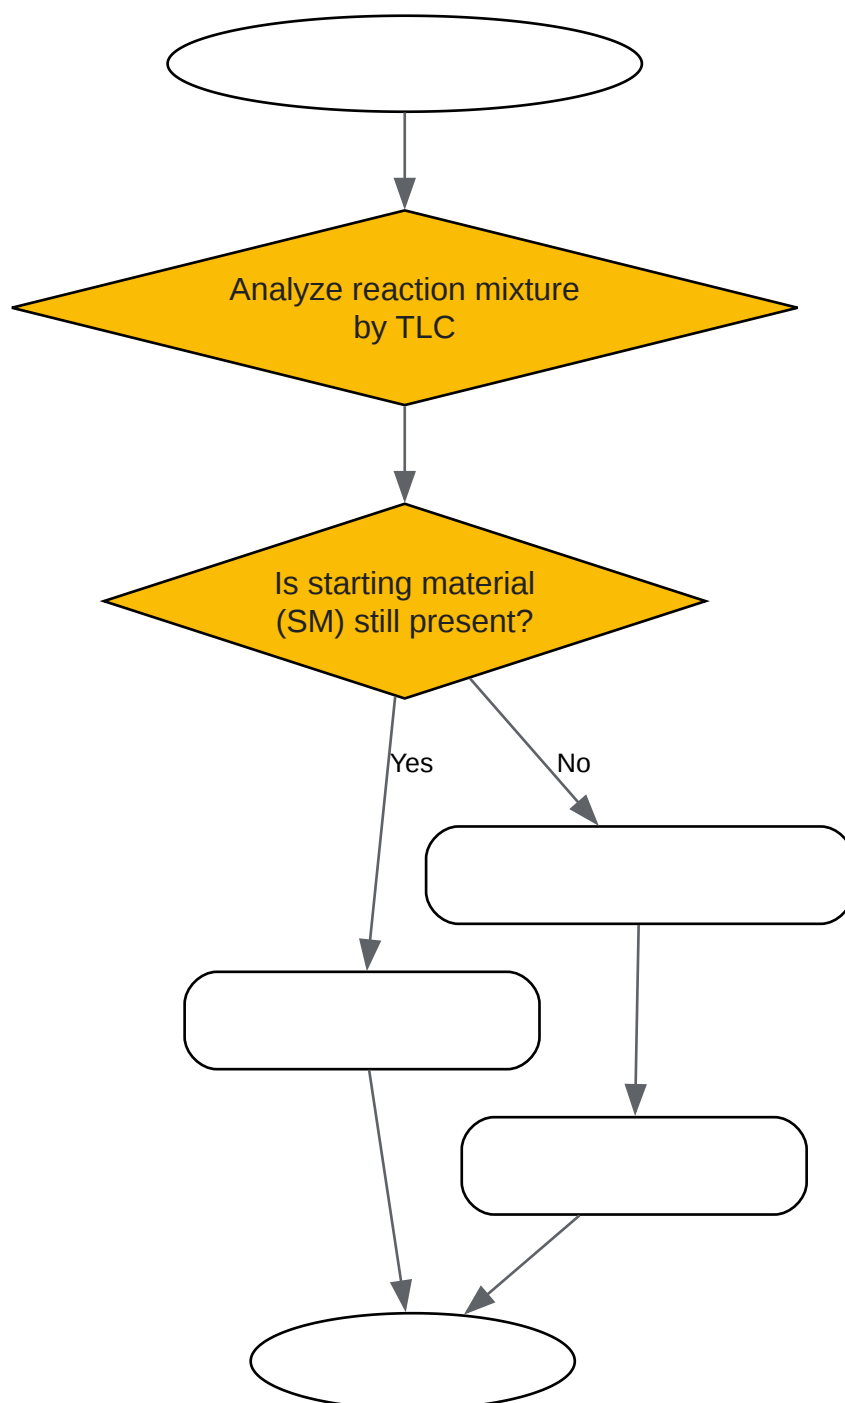 Analyze reaction mixture
by TLC
Is starting material
(SM) still present?
Yes
No